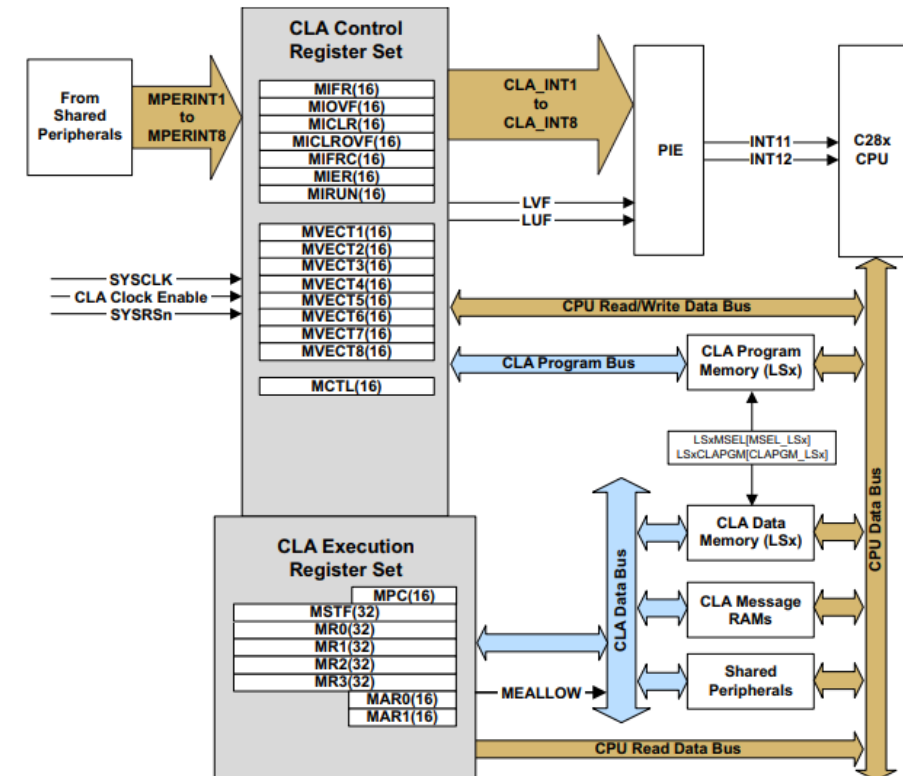 CLA Control
Register Set
From
Shared
Peripherals
MPERINT1
to
MPERINT8
MIFR(16)
MIOVF(16)
MICLR(16)
MICLROVF(16)
MIFRC(16)
MIER(16)
MIRUN(16)
CLA_INT1
to
CLA_INT8
PIE
INT11
INT12
C28x
CPU
LVF
LUF
MVECT1(16)
MVECT2(16)
MVECT3(16)
MVECT4(16)
MVECT5(16)
MVECT6(16)
MVECT7(16)
MVECT8(16)
SYSCLK
CLA Clock Enable
SYSRSn
CPU Read/Write Data Bus
CLA Program Bus
CLA Program
Memory (LSx)
MCTL(16)
LSxMSEL[MSEL_LSx]
LSxCLAPGM[CLAPGM_LSx]
CPU Data Bus
CLA Data Bus
CLA Data
Memory (LSx)
CLA Message
RAMs
Shared
Peripherals
CLA Execution
Register Set
MPC(16)
MSTF(32)
MR0(32)
MR1(32)
MR2(32)
MR3(32)
MAR0(16)
MAR1(16)
MEALLOW
CPU Read Data Bus